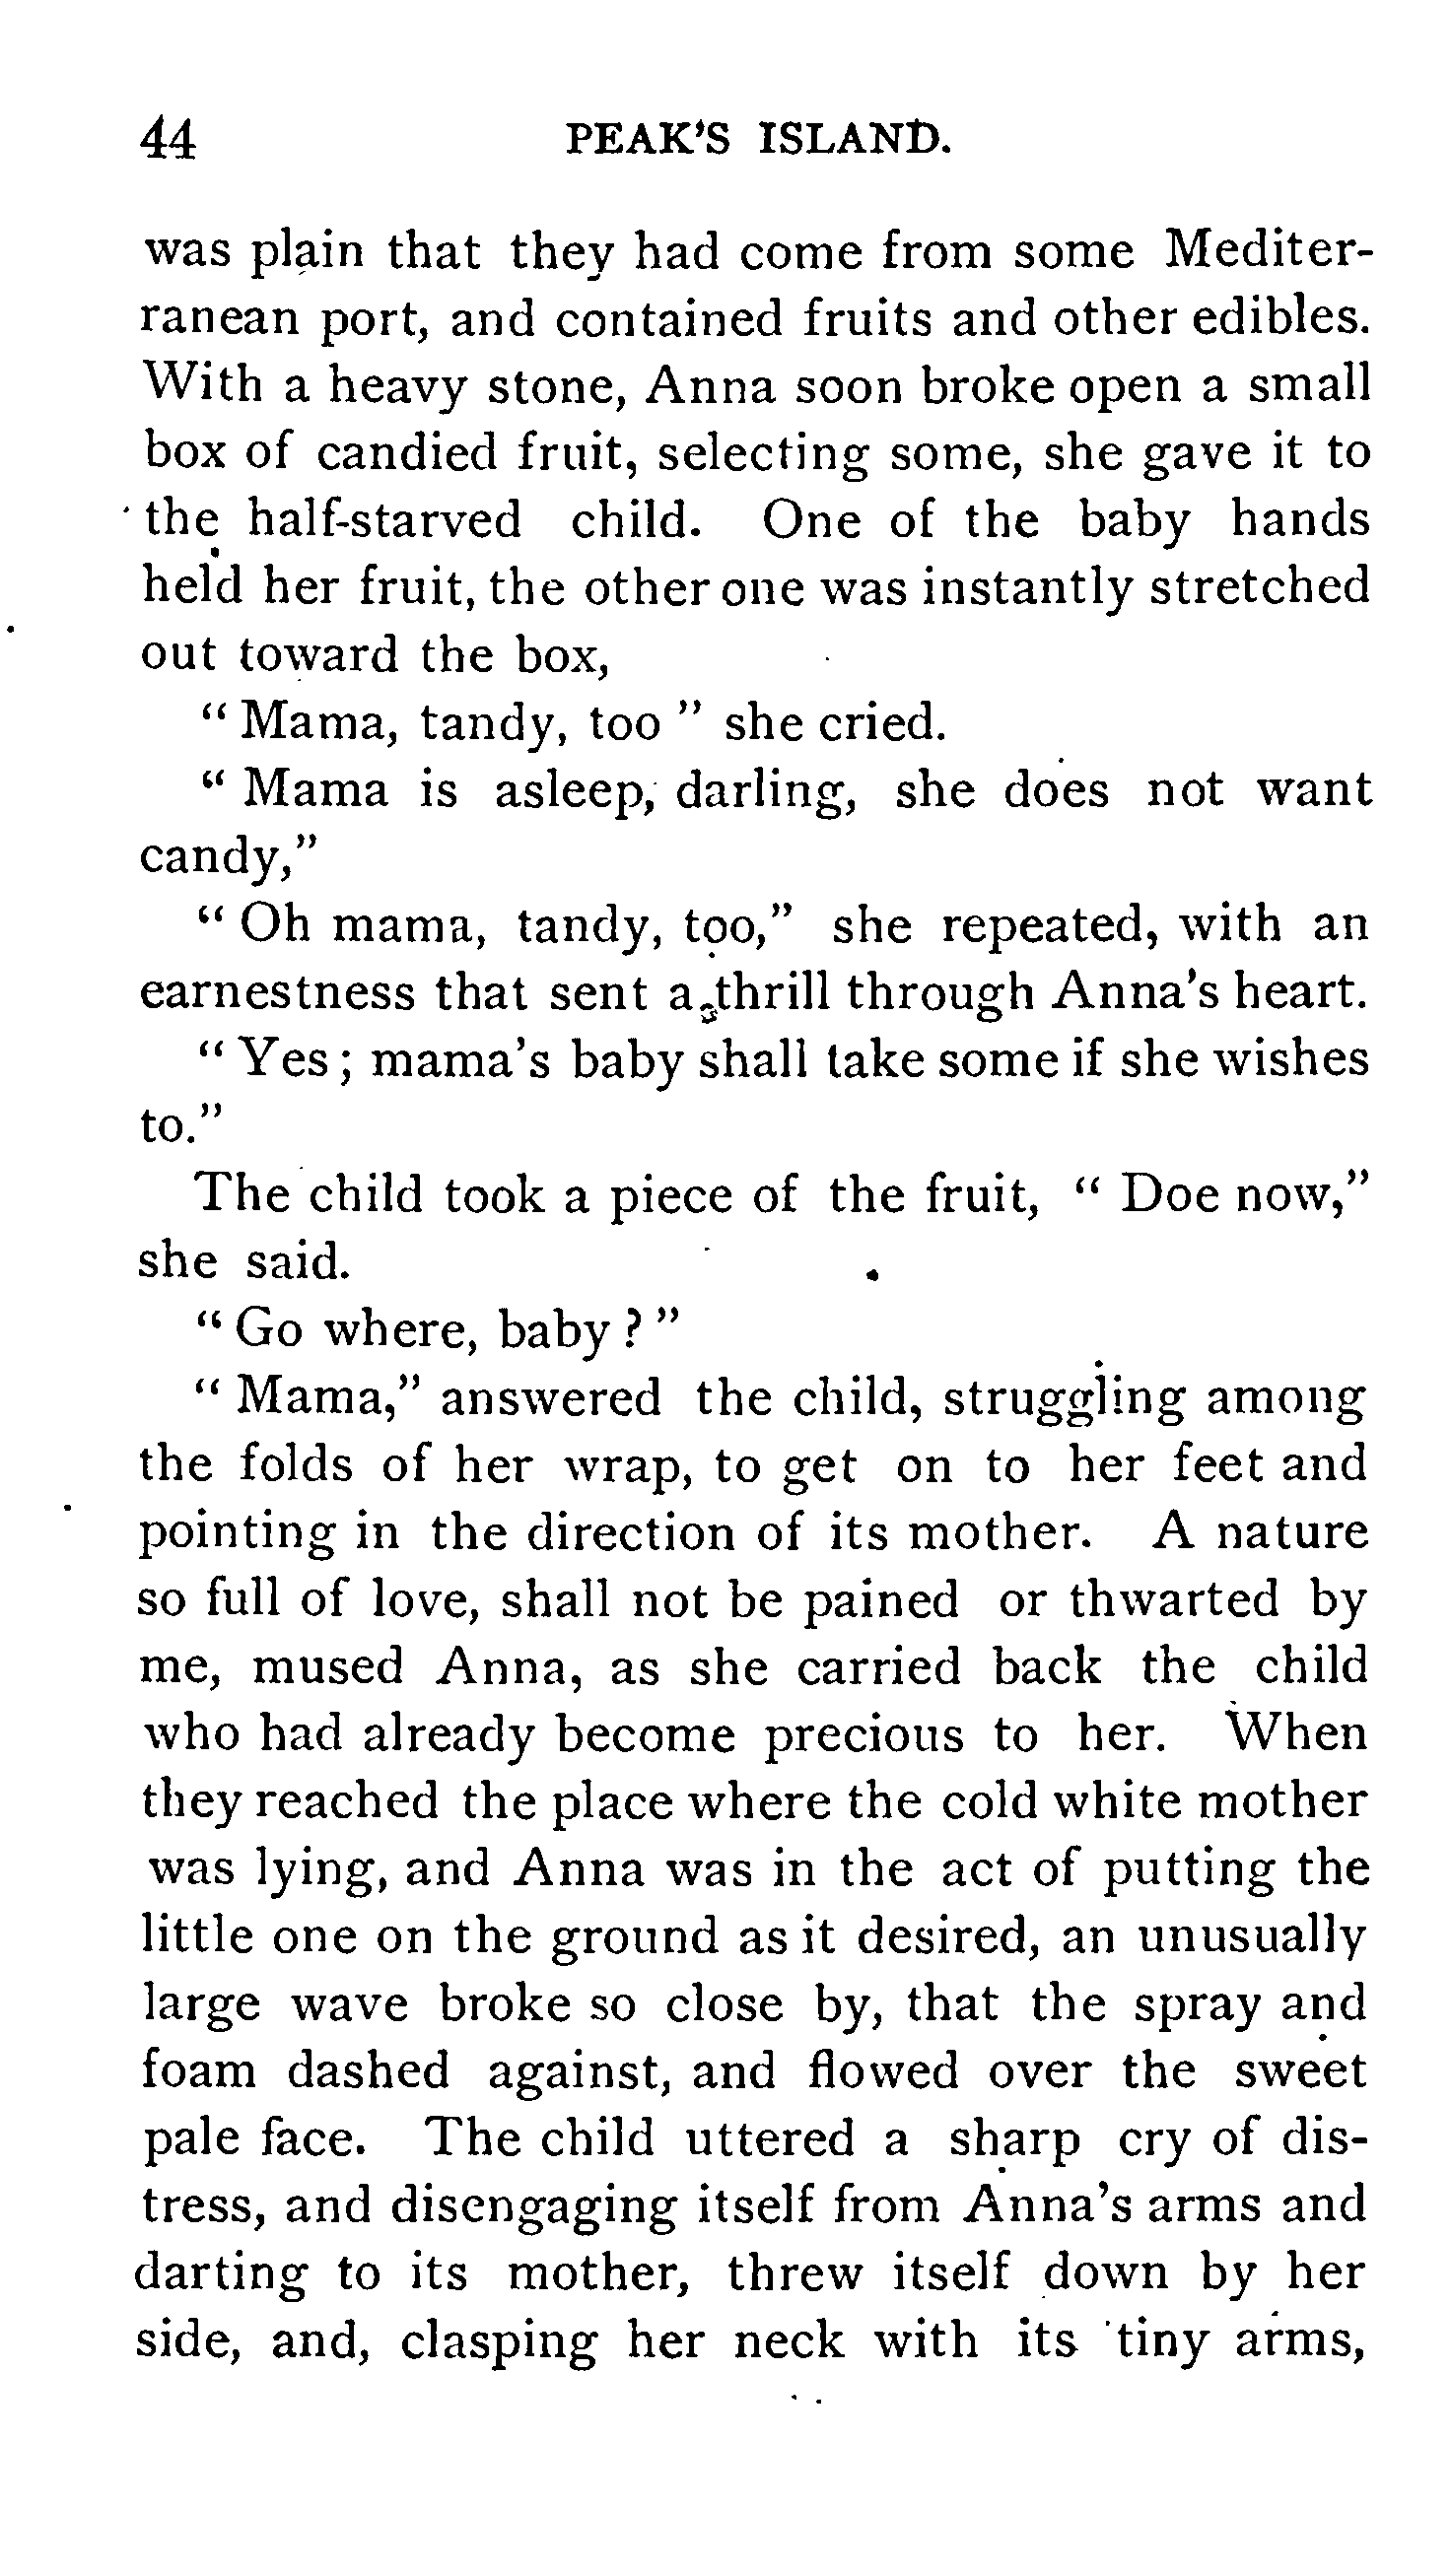 44 PEAK'S ISLAND.
was plain that they had come from some Mediter-
ranean port, and contained fruits and other edibles.
With a heavy stone, Anna soon broke open a small
box of candied fruit, selecting some, she gave it to
the half-starved child. One of the baby hands
held her fruit, the other one was instantly stretched
out toward the box,
" Mama, tandy, too " she cried.
" Mama is asleep, darling, she does not want
candy,"
" Oh mama, tandy, too," she repeated, with an
earnestness that sent a thrill through Anna's heart.
" Yes ; mama's baby shall take some if she wishes
to."
The child took a piece of the fruit, " Doe now,"
she said.
" Go where, baby ? "
" Mama," answered the child, struggling among
the folds of her wrap, to get on to her feet and
pointing in the direction of its mother. A nature
so full of love, shall not be pained or thwarted by
me, mused Anna, as she carried back the child
who had already become precious to her. When
they reached the place where the cold white mother
was lying, and Anna was in the act of putting the
little one on the ground as it desired, an unusually
large wave broke so close by, that the spray and
foam dashed against, and flowed over the sweet
pale face. The child uttered a sharp cry of dis-
tress, and disengaging itself from Anna's arms and
darting to its mother, threw itself down by her
side, and, clasping her neck with its tiny arms,